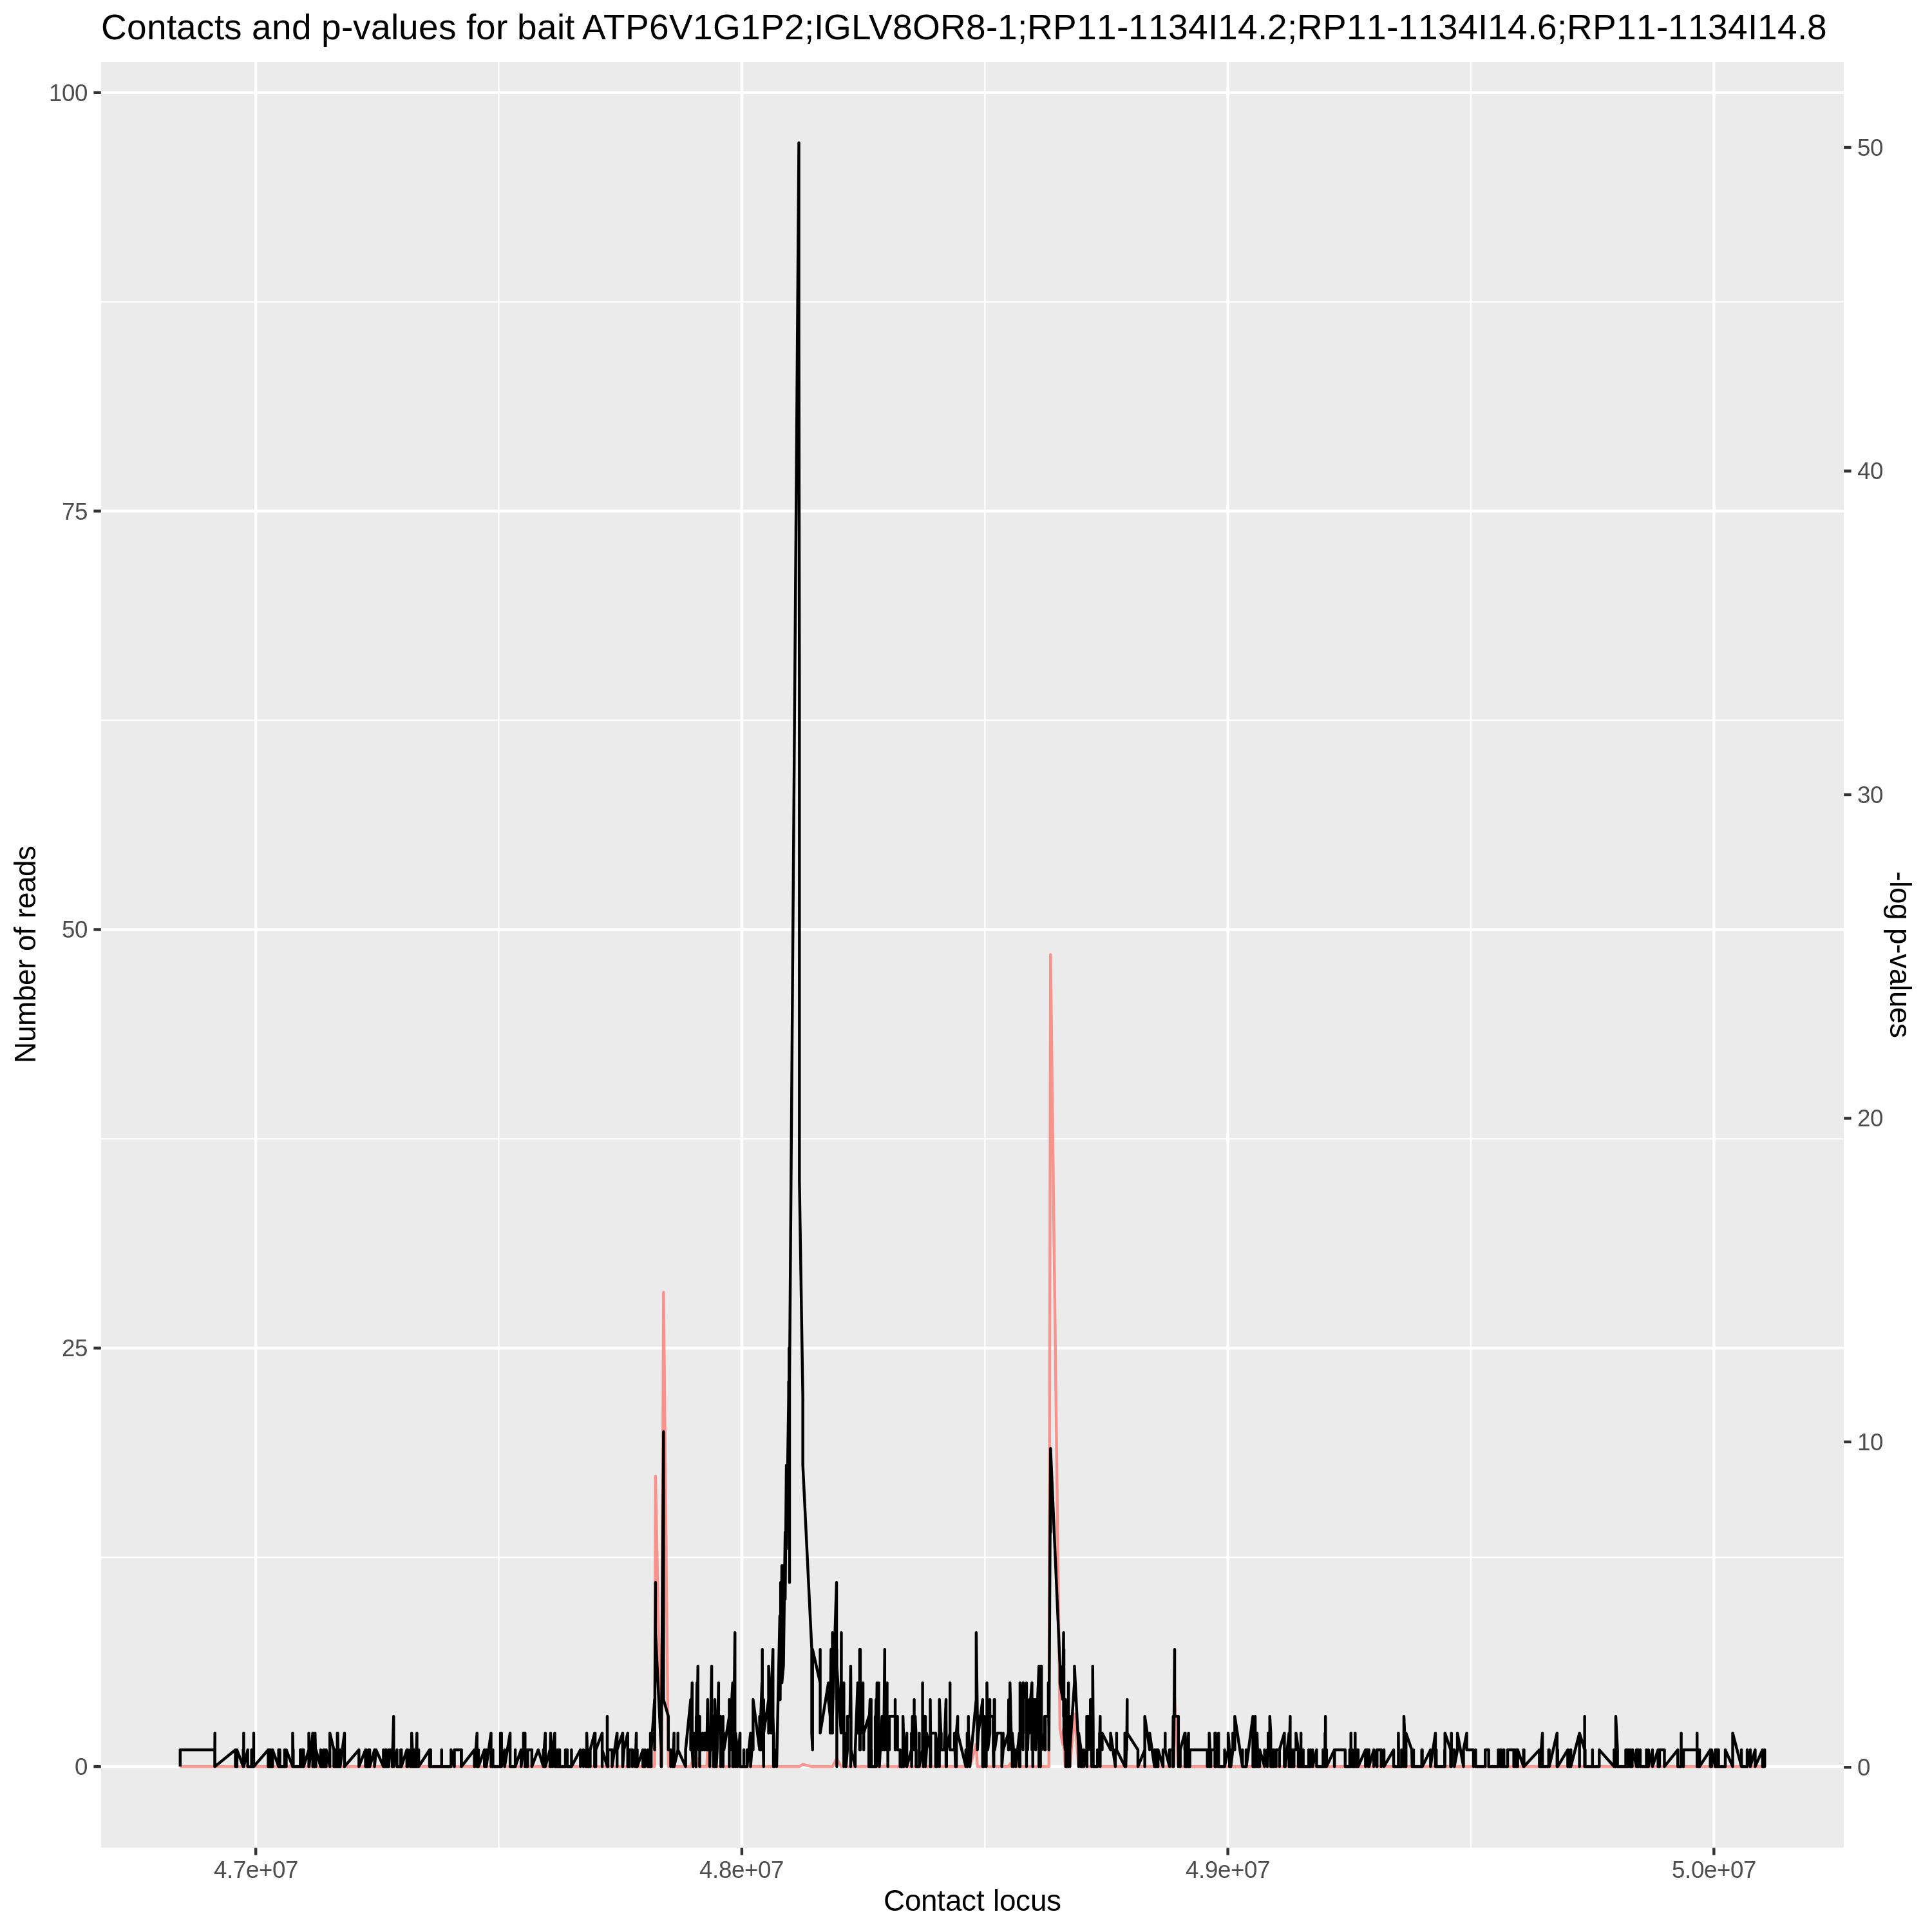 Contacts and p-values for bait ATP6V1G1P2;IGLV8OR8-1;RP11-1134I14.2;RP11-1134I14.6;RP11-1134I14.8
100
75
50
25
0
Number of reads
50
40
30
20
10
0
-log p-values
4.7e+07
4.8e+07
4.9e+07
5.0e+07
Contact locus